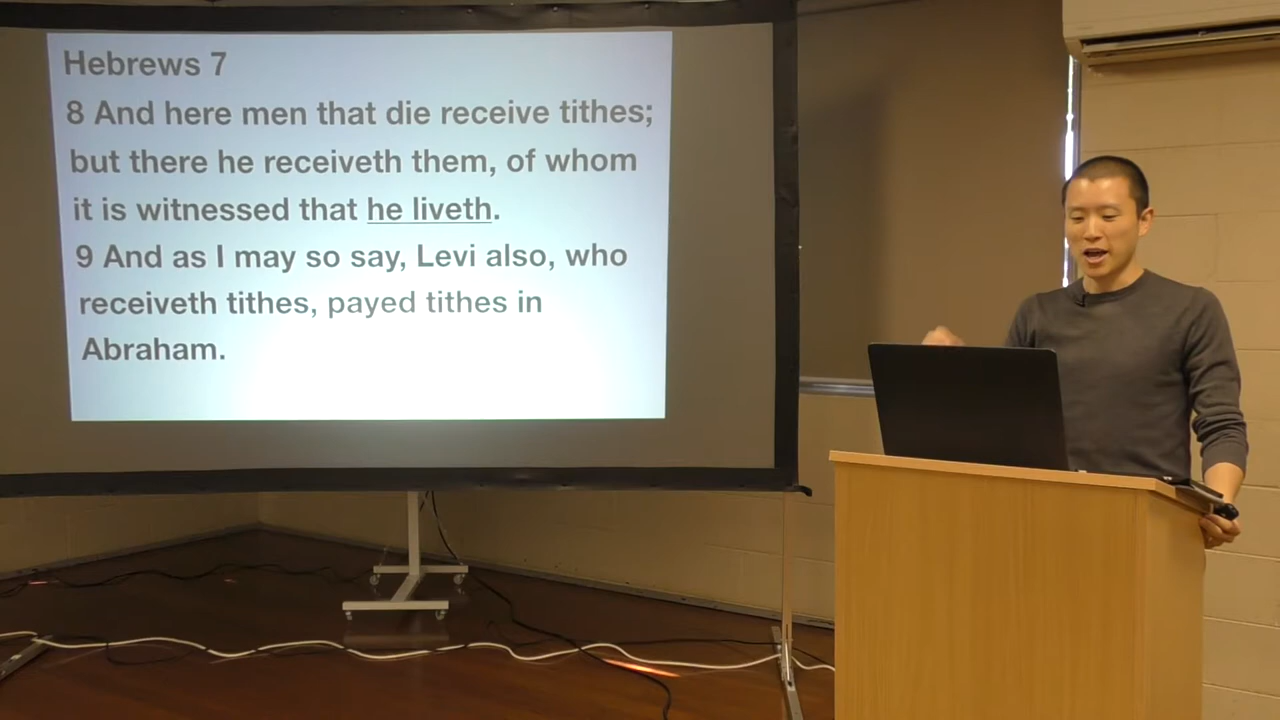 Hebrews 7
8 And here men that die receive tithes;
but there he receiveth them, of whom
it is witnessed that he liveth.
9 And as I may so say, Levi also, who
receiveth tithes, payed tithes in
Abraham.